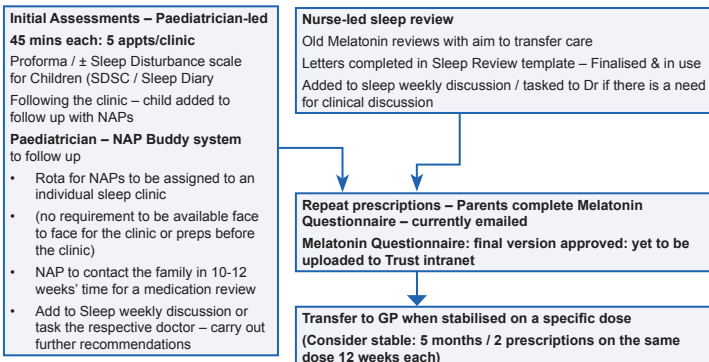 Initial Assessments – Paediatrician-led
45 mins each: 5 appts/clinic
Proforma / ± Sleep Disturbance scale
for Children (SDSC / Sleep Diary
Following the clinic – child added to
follow up with NAPs
Paediatrician – NAP Buddy system
to follow up
• Rota for NAPs to be assigned to an
individual sleep clinic
• (no requirement to be available face
to face for the clinic or preps before
the clinic)
• NAP to contact the family in 10-12
weeks' time for a medication review
• Add to Sleep weekly discussion or
task the respective doctor – carry out
further recommendations
Nurse-led sleep review
Old Melatonin reviews with aim to transfer care
Letters completed in Sleep Review template – Finalised & in use
Added to sleep weekly discussion / tasked to Dr if there is a need
for clinical discussion
Repeat prescriptions – Parents complete Melatonin
Questionnaire – currently emailed
Melatonin Questionnaire: final version approved: yet to be
uploaded to Trust intranet
Transfer to GP when stabilised on a specific dose
(Consider stable: 5 months / 2 prescriptions on the same
dose 12 weeks each)